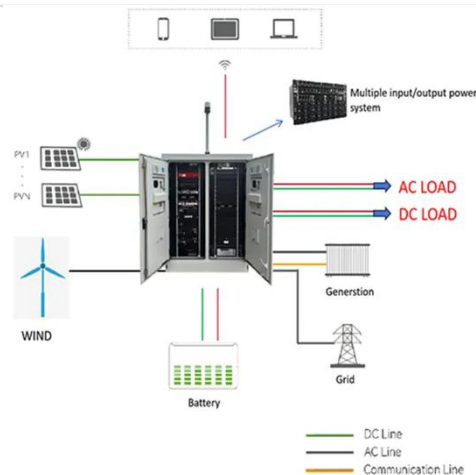 Multiple input/output power
system
PV1
PVN
AC LOAD
DC LOAD
WIND
Generstion
Battery
Grid
DC Line
AC Line
Communication Line